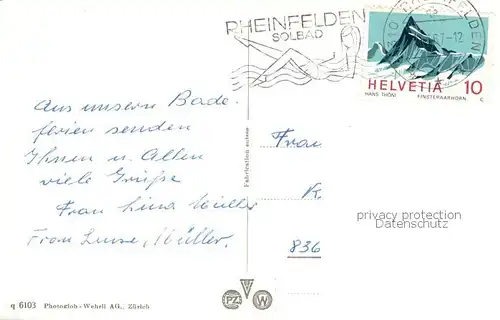 RHEINFELDEN
SOLBAD
HELVETIA 10
HANS THÖNI FINSTERAARHORN c
Aus unsern Bade-
ferien senden
Ihnen u. Allen
viele Grüsse
Frau Lina Müller
Frau Luise Müller.
Fabrication suisse
Frau
K.
836
privacy protection
Datenschutz
PZ W
q 6103 Photoglob-Wehrli AG., Zürich